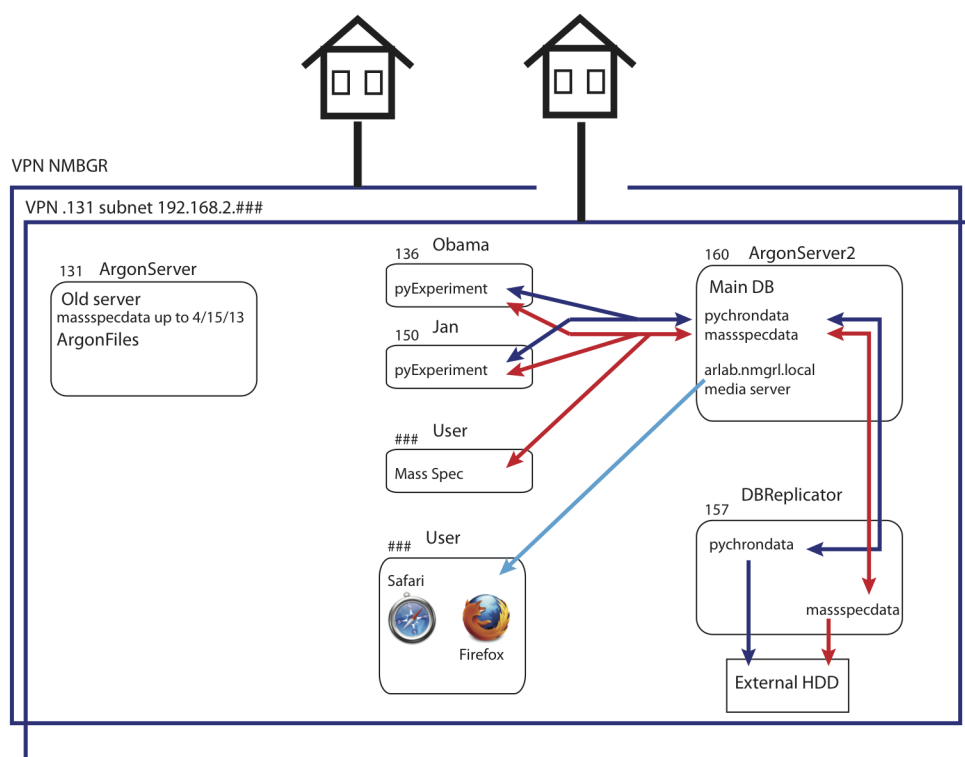 VPN NMBGR
VPN .131 subnet 192.168.2.###
131 ArgonServer
Old server
massspecdata up to 4/15/13
ArgonFiles
136 Obama
pyExperiment
150 Jan
pyExperiment
### User
Mass Spec
### User
Safari
Firefox
160 ArgonServer2
Main DB
pychrondata
massspecdata
arlab.nmgrl.local
media server
157 DBReplicator
pychrondata
massspecdata
External HDD